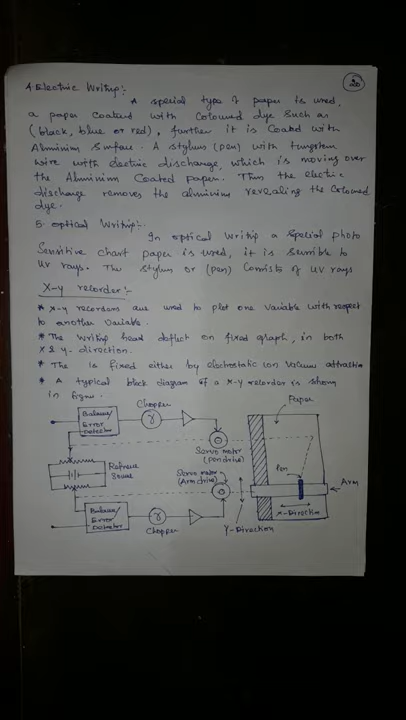 20
4 Electric Writing:-
A special type of paper is used,
a paper coated with coloured dye such as
(black, blue or red), further it is coated with
Alminium surface. A stylus (pen) with tungsten
wire with electric discharge, which is moving over
the Aluminium Coated paper. Thus the electric
discharge removes the alminium revealing the coloured
dye.
5. optical Writing:-
In optical writing a special photo
sensitive chart paper is used, it is sensible to
UV rays. The stylus or (pen) consists of UV rays
X-y recorder:-
* X-y recorders are used to plot one variable with respect
to another variable.
* The writing head deflect on fixed graph, in both
X & y- direction.
* The is fixed either by electrostatic (or) Vacuum attraction
* A typical block diagram of a X-y recorder is shown
in figure.
Balance/
Error
Detector
Chopper
Servo motor
(Pen drive)
Paper
Servo motor
(Arm drive)
Pen
Arm
X-Direction
Y-Direction
Balance/
Error
Detector
Chopper